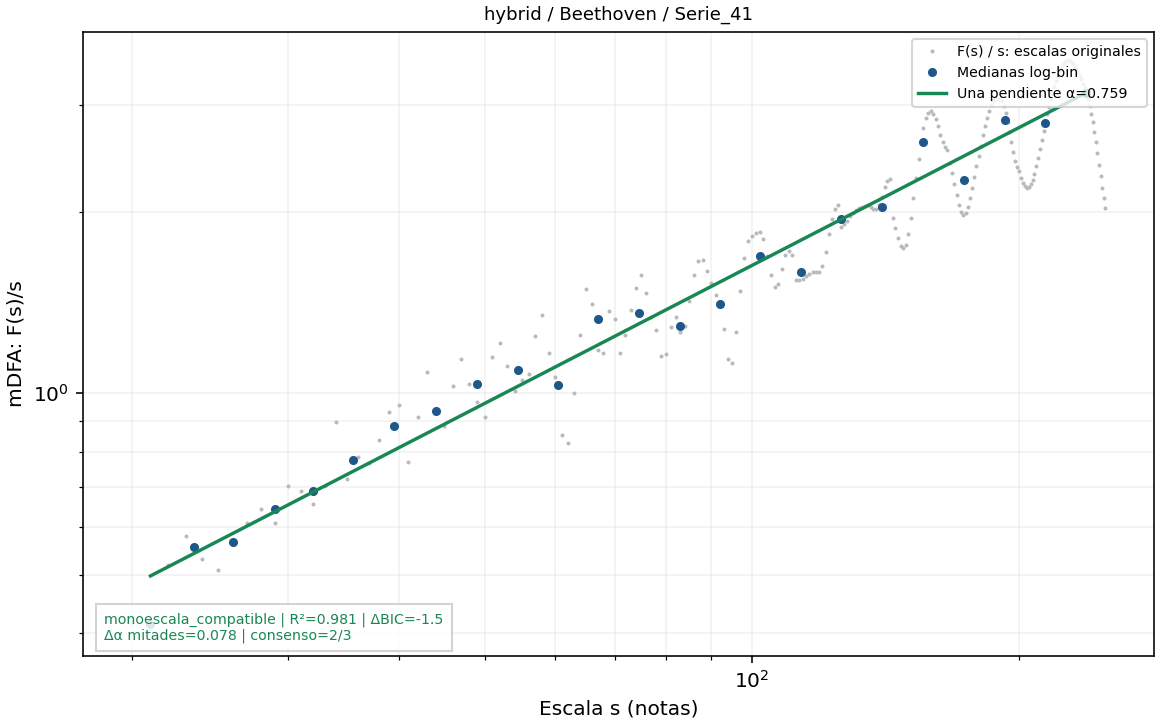 hybrid / Beethoven / Serie_41
F(s) / s: escalas originales
Medianas log-bin
Una pendiente α=0.759
mDFA: F(s)/s
10⁰
monoescala_compatible | R²=0.981 | ΔBIC=-1.5
Δα mitades=0.078 | consenso=2/3
10²
Escala s (notas)